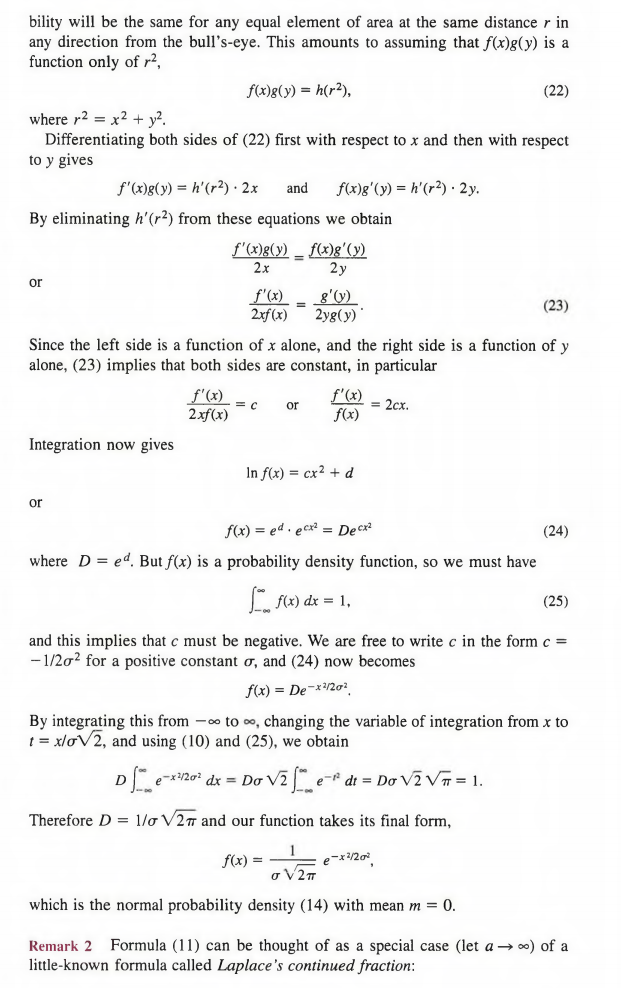 bility will be the same for any equal element of area at the same distance r in
any direction from the bull's-eye. This amounts to assuming that f(x)g(y) is a
function only of r²,
f(x)g(y) = h(r²), (22)
where r² = x² + y².
Differentiating both sides of (22) first with respect to x and then with respect
to y gives
f'(x)g(y) = h'(r²) · 2x and f(x)g'(y) = h'(r²) · 2y.
By eliminating h'(r²) from these equations we obtain
f'(x)g(y)/2x = f(x)g'(y)/2y
or
f'(x)/2xf(x) = g'(y)/2yg(y). (23)
Since the left side is a function of x alone, and the right side is a function of y
alone, (23) implies that both sides are constant, in particular
f'(x)/2xf(x) = c or f'(x)/f(x) = 2cx.
Integration now gives
ln f(x) = cx² + d
or
f(x) = e^d · e^{cx²} = De^{cx²} (24)
where D = e^d. But f(x) is a probability density function, so we must have
∫_{-∞}^{∞} f(x) dx = 1, (25)
and this implies that c must be negative. We are free to write c in the form c =
−1/2σ² for a positive constant σ, and (24) now becomes
f(x) = De^{−x²/2σ²}.
By integrating this from −∞ to ∞, changing the variable of integration from x to
t = x/σ√2, and using (10) and (25), we obtain
D ∫_{-∞}^{∞} e^{−x²/2σ²} dx = Dσ√2 ∫_{-∞}^{∞} e^{−t²} dt = Dσ√2 √π = 1.
Therefore D = 1/σ√2π and our function takes its final form,
f(x) = 1/σ√2π e^{−x²/2σ²},
which is the normal probability density (14) with mean m = 0.
Remark 2 Formula (11) can be thought of as a special case (let a → ∞) of a
little-known formula called Laplace's continued fraction: